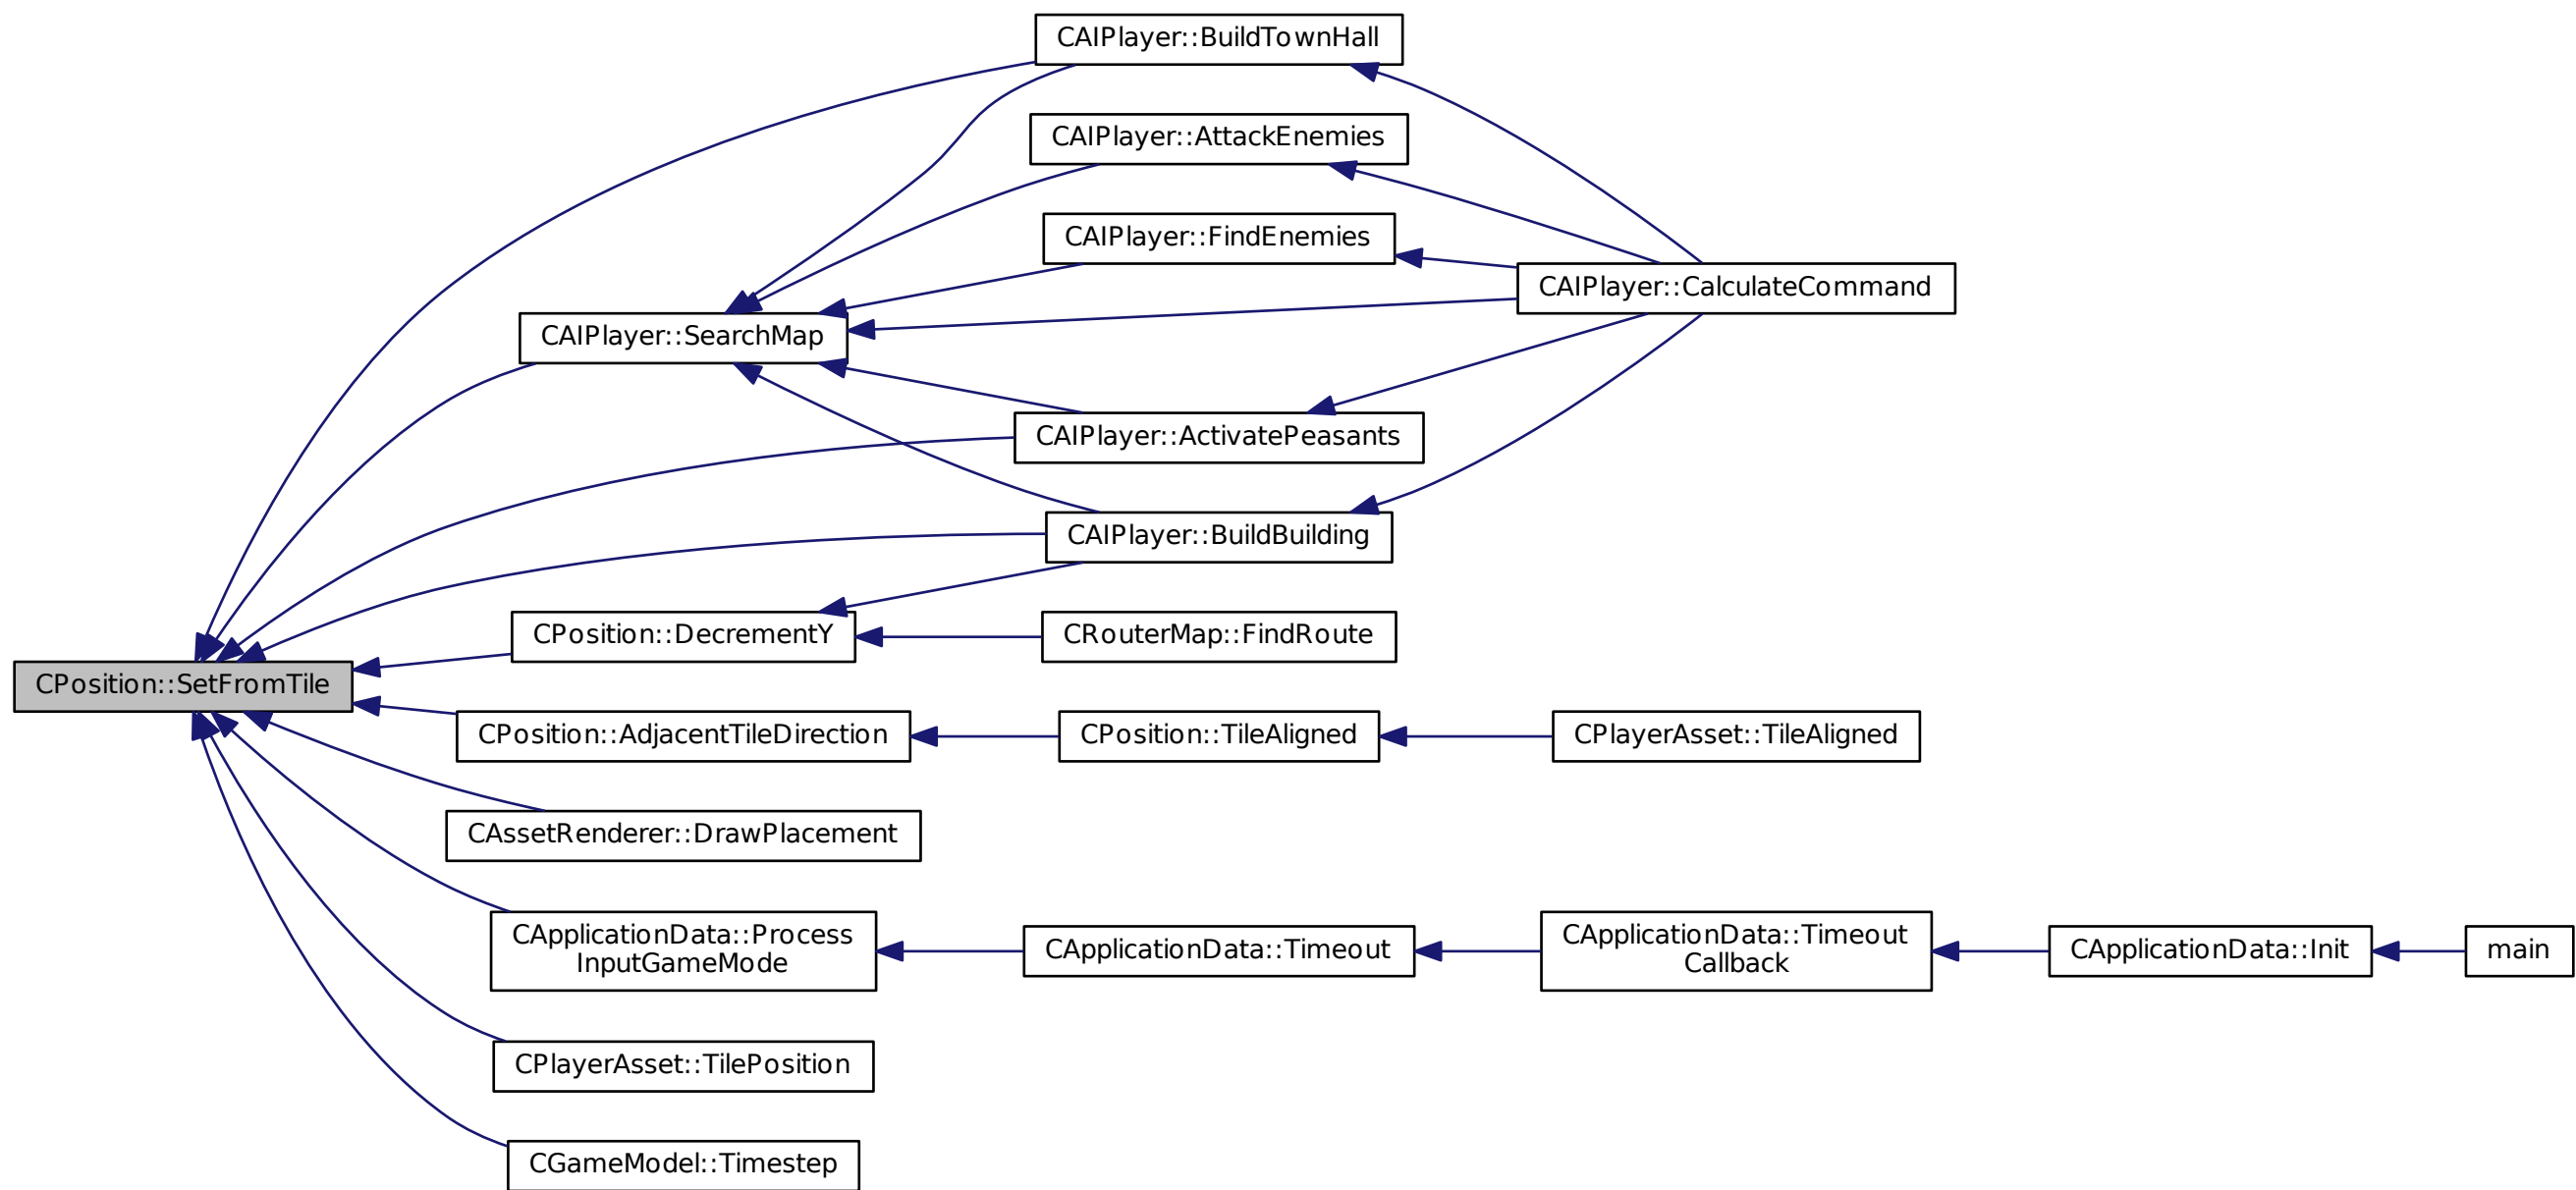 CAIPlayer::BuildTownHall
CAIPlayer::AttackEnemies
CAIPlayer::FindEnemies
CAIPlayer::CalculateCommand
CAIPlayer::SearchMap
CAIPlayer::ActivatePeasants
CAIPlayer::BuildBuilding
CPosition::DecrementY
CRouterMap::FindRoute
CPosition::SetFromTile
CPosition::AdjacentTileDirection
CPosition::TileAligned
CPlayerAsset::TileAligned
CAssetRenderer::DrawPlacement
CApplicationData::Process
InputGameMode
CApplicationData::Timeout
CApplicationData::Timeout
Callback
CApplicationData::Init
main
CPlayerAsset::TilePosition
CGameModel::Timestep